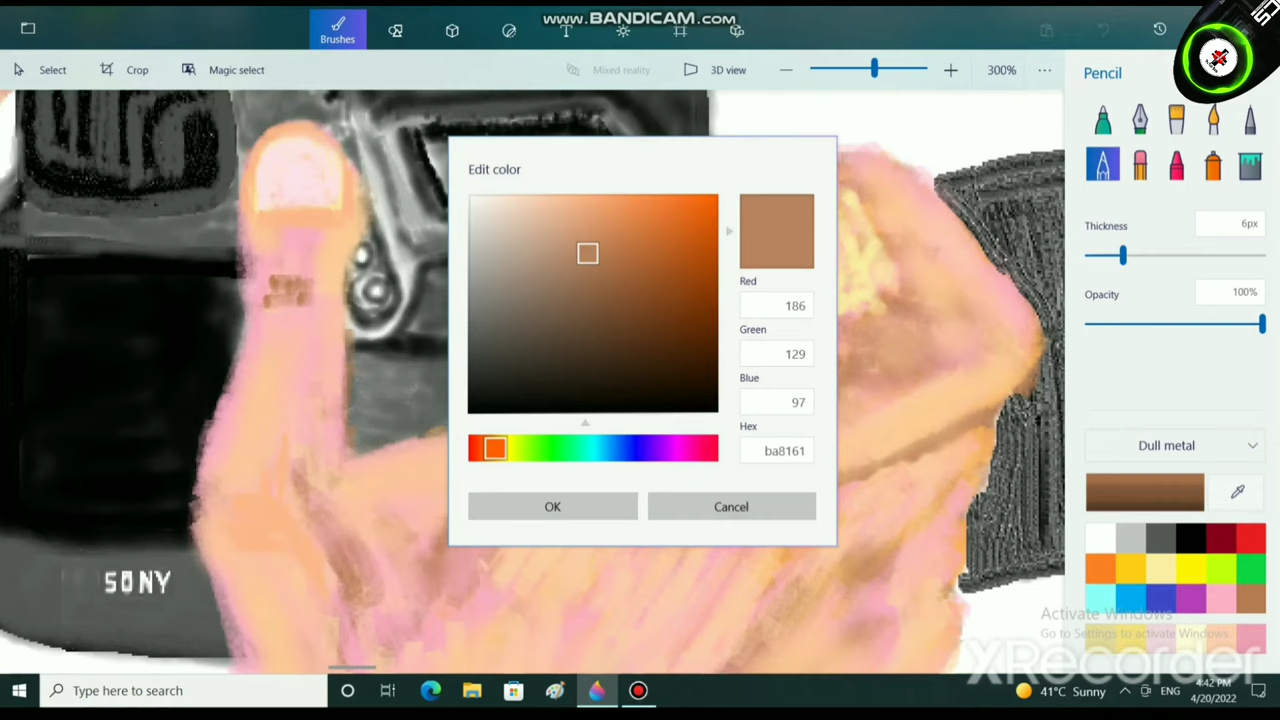 www.BANDICAM.com
Brushes
Select
Crop
Magic select
Mixed reality
3D view
300%
Pencil
Thickness
6px
Opacity
100%
Edit color
Red
186
Green
129
Blue
97
Hex
ba8161
OK
Cancel
Dull metal
SONY
Activate Windows
Go to Settings to activate Windows
XRecorder
Type here to search
41°C Sunny
ENG
4:42 PM
4/20/2022